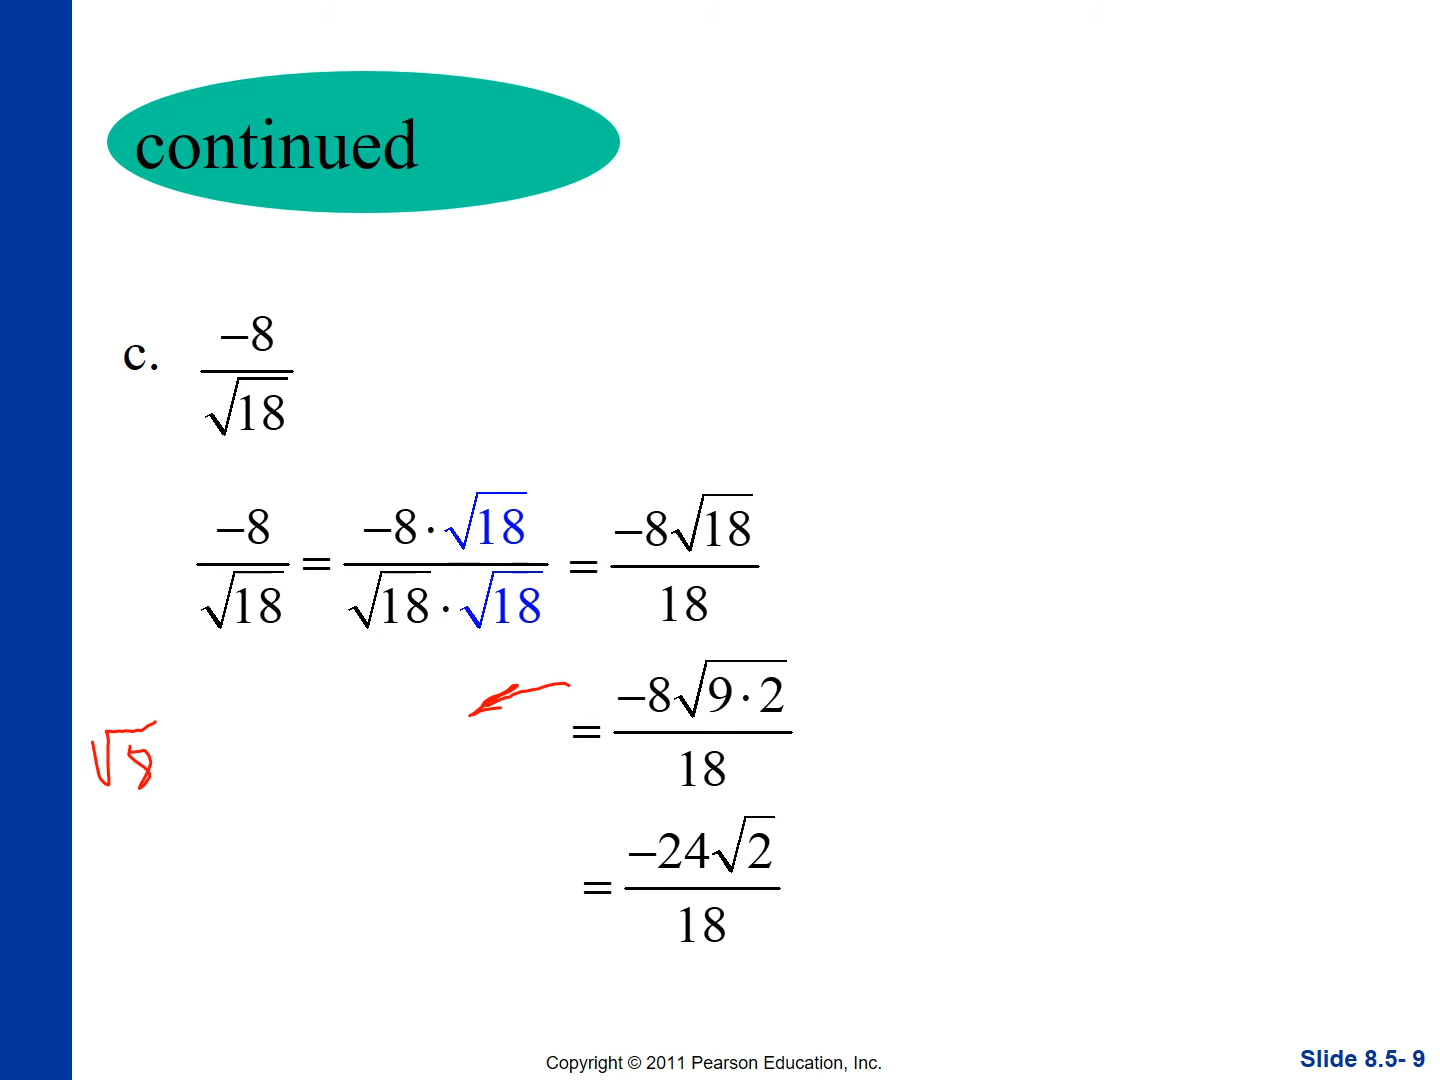 continued
c. −8/√18
−8/√18 = −8·√18/√18·√18 = −8√18/18
= −8√9·2/18
√8
= −24√2/18
Copyright © 2011 Pearson Education, Inc.
Slide 8.5- 9